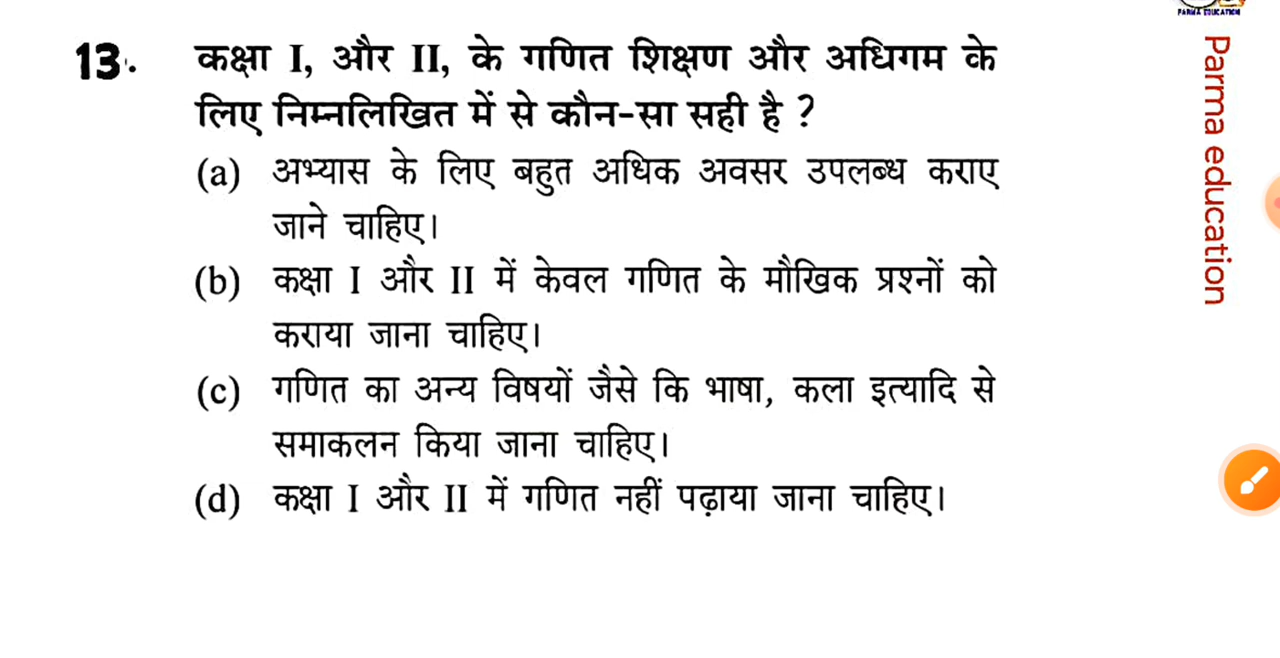 PARMA EDUCATION
13. कक्षा I, और II, के गणित शिक्षण और अधिगम के
लिए निम्नलिखित में से कौन-सा सही है ?
(a) अभ्यास के लिए बहुत अधिक अवसर उपलब्ध कराए
जाने चाहिए।
(b) कक्षा I और II में केवल गणित के मौखिक प्रश्नों को
कराया जाना चाहिए।
(c) गणित का अन्य विषयों जैसे कि भाषा, कला इत्यादि से
समाकलन किया जाना चाहिए।
(d) कक्षा I और II में गणित नहीं पढ़ाया जाना चाहिए।
Parma education